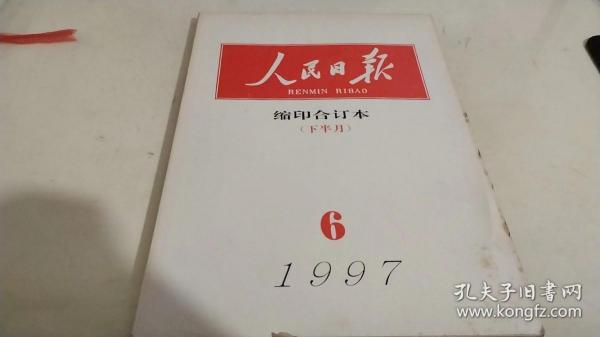 人民日报
RENMIN RIBAO
缩印合订本
(下半月)
6
1997
孔夫子旧书网
www.kongfz.com